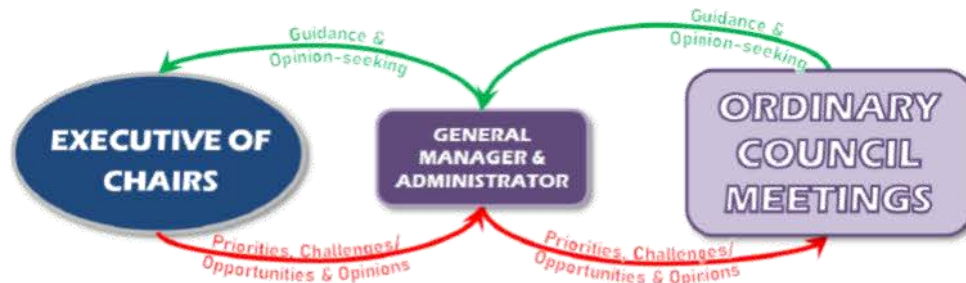 Guidance &
Opinion-seeking
Guidance &
Opinion-seeking
EXECUTIVE OF
CHAIRS
GENERAL
MANAGER &
ADMINISTRATOR
ORDINARY
COUNCIL
MEETINGS
Priorities, Challenges/
Opportunities & Opinions
Priorities, Challenges/
Opportunities & Opinions